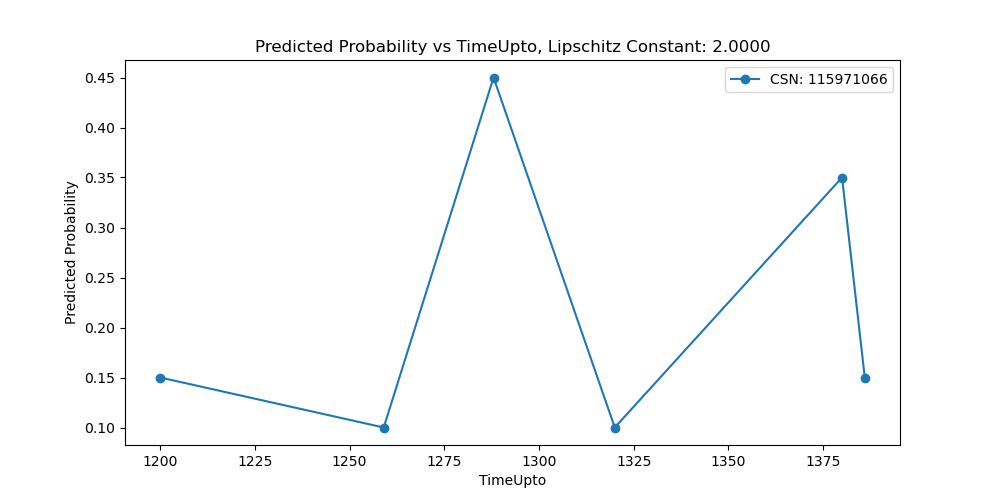 Predicted Probability vs TimeUpto, Lipschitz Constant: 2.0000
CSN: 115971066
Predicted Probability
0.45
0.40
0.35
0.30
0.25
0.20
0.15
0.10
1200 1225 1250 1275 1300 1325 1350 1375
TimeUpto